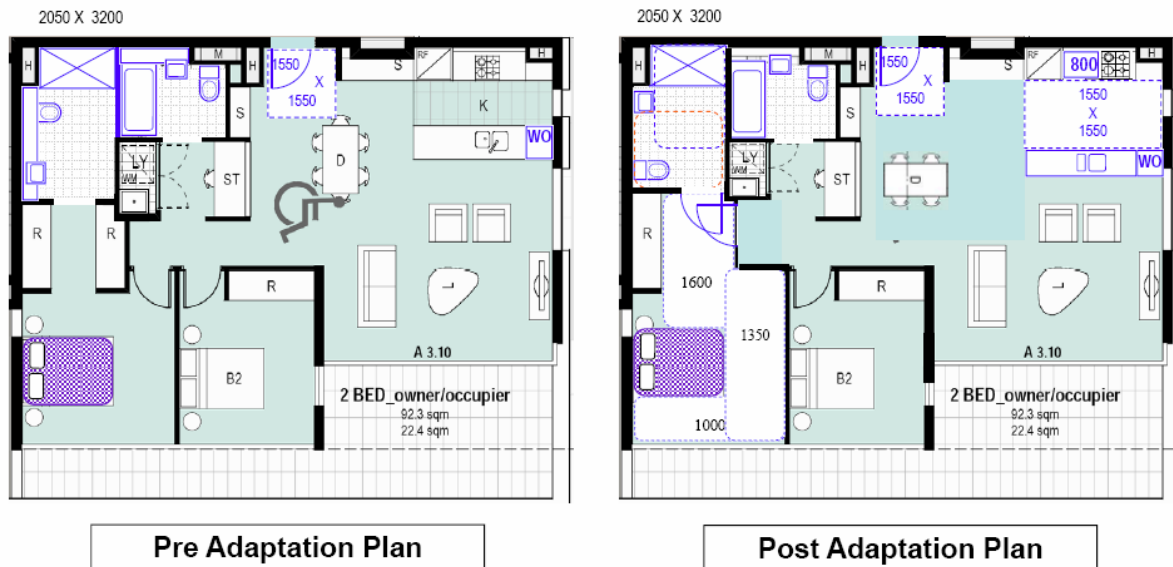 2050 X 3200
H
M
H
1550
X
1550
S
RF
H
K
S
WO
LY
WM
ST
D
R
R
R
L
B2
A 3.10
2 BED_owner/occupier
92.3 sqm
22.4 sqm
Pre Adaptation Plan
2050 X 3200
H
M
H
1550
X
1550
S
RF
800
H
1550
X
1550
S
WO
LY
WM
ST
D
R
1600
R
L
1350
A 3.10
B2
2 BED_owner/occupier
92.3 sqm
22.4 sqm
1000
Post Adaptation Plan